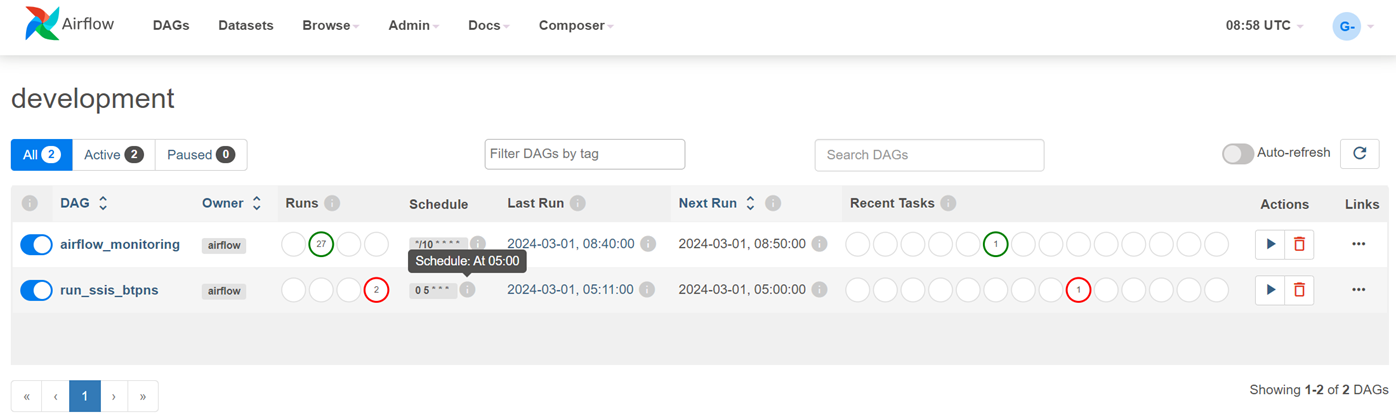 Airflow DAGs Datasets Browse Admin Docs Composer 08:58 UTC G-
development
All 2 Active 2 Paused 0 Filter DAGs by tag Search DAGs Auto-refresh
DAG Owner Runs Schedule Last Run Next Run Recent Tasks Actions Links
airflow_monitoring airflow 27 */10 * * * * 2024-03-01, 08:40:00 2024-03-01, 08:50:00 1
Schedule: At 05:00
run_ssis_btpns airflow 2 0 5 * * * 2024-03-01, 05:11:00 2024-03-01, 05:00:00 1
« ‹ 1 › »
Showing 1-2 of 2 DAGs